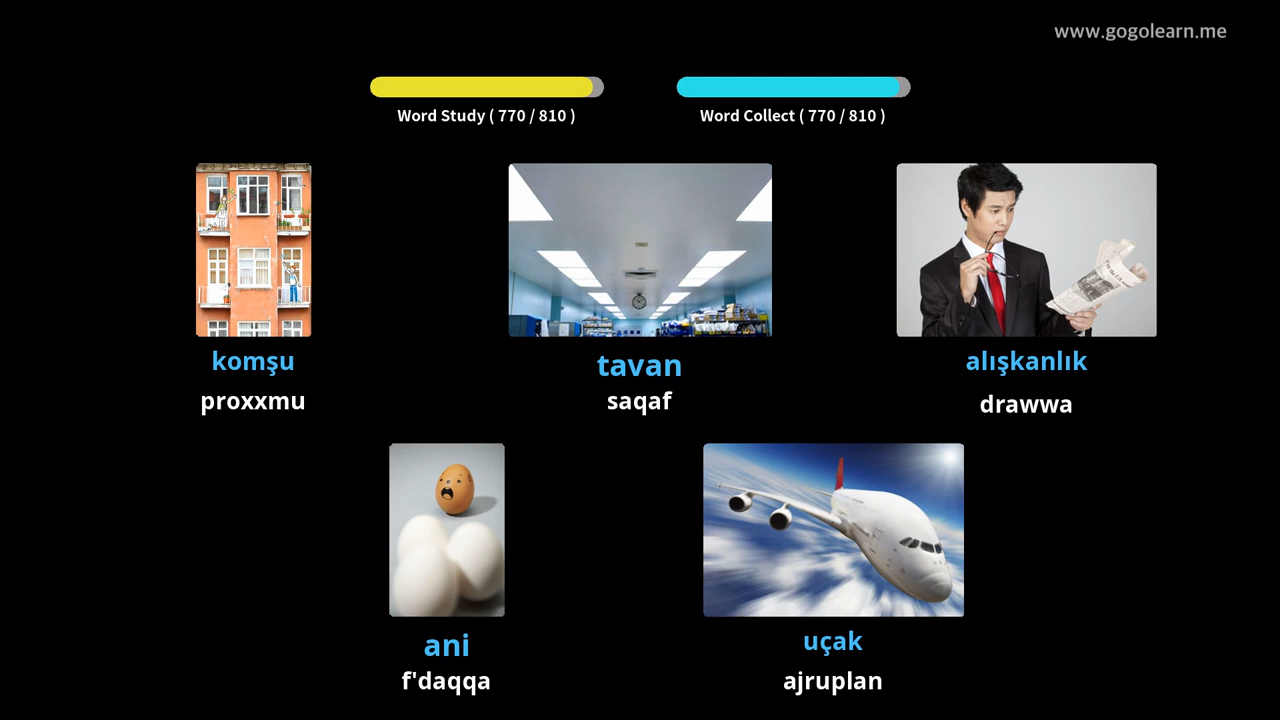 www.gogolearn.me
Word Study ( 770 / 810 )
Word Collect ( 770 / 810 )
komşu
proxxmu
tavan
saqaf
alışkanlık
drawwa
ani
f'daqqa
uçak
ajruplan